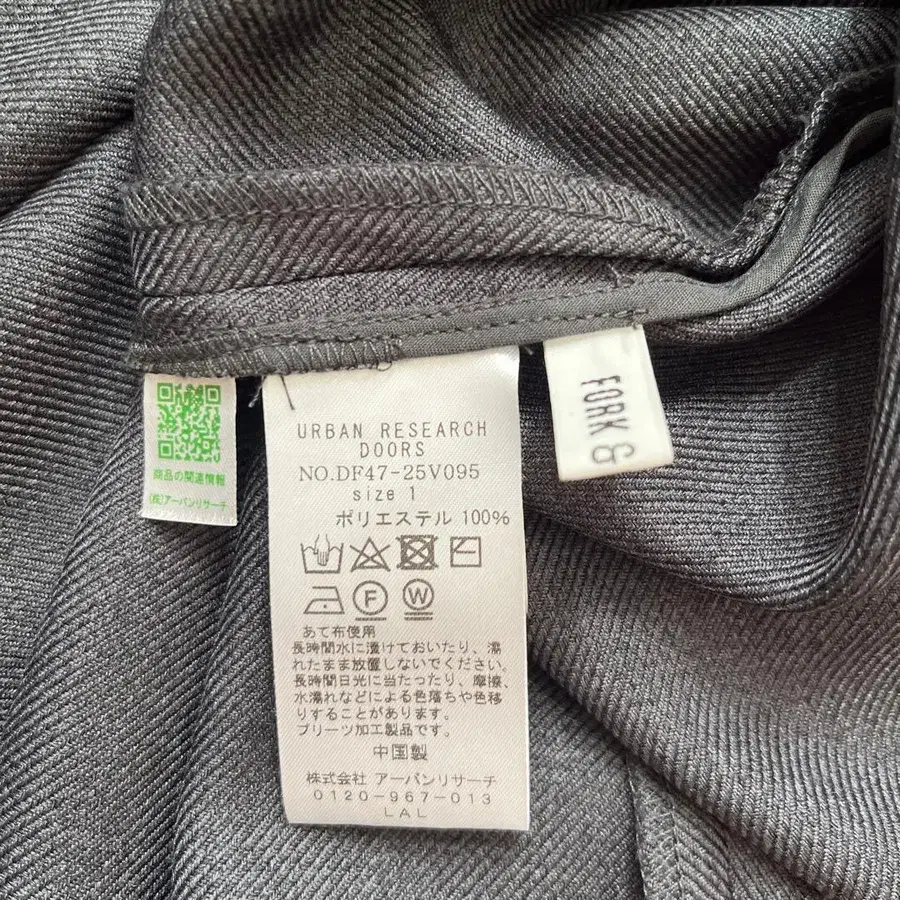 URBAN RESEARCH
DOORS
NO.DF47-25V095
size 1
ポリエステル 100%
F
W
あて布使用
長時間水に漬けておいたり、濡
れたまま放置しないでください。
長時間日光に当たったり、摩擦、
水濡れなどによる色落ちや色移
りすることがあります。
プリーツ加工製品です。
中国製
株式会社 アーバンリサーチ
0120-967-013
LAL
商品の関連情報
(株)アーバンリサーチ
FORK &